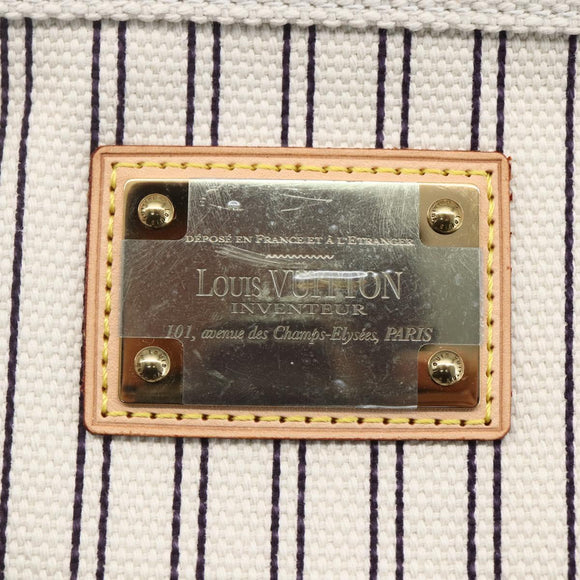 DÉPOSÉ EN FRANCE ET À L'ETRANGER
LOUIS VUITTON
INVENTEUR
101, avenue des Champs-Elysées, PARIS